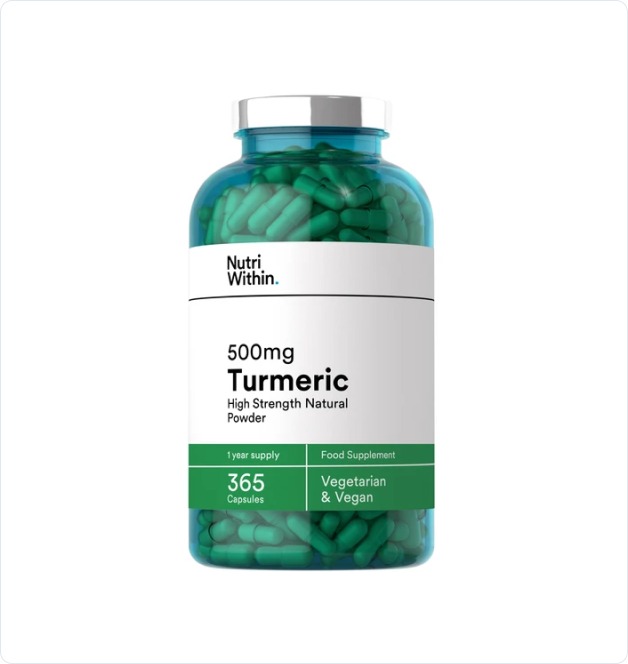 Nutri
Within.
500mg
Turmeric
High Strength Natural
Powder
1 year supply
Food Supplement
365
Capsules
Vegetarian
& Vegan